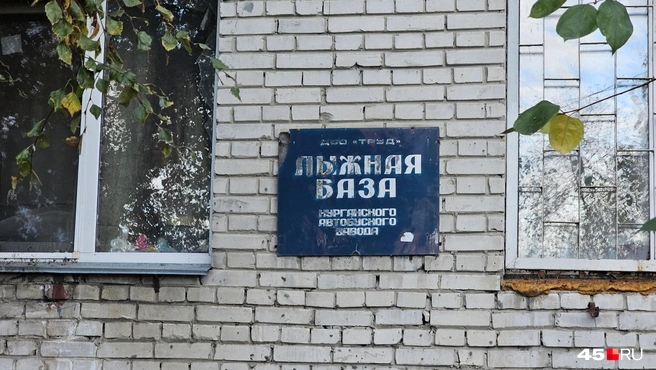 ДСО «ТРУД»
ЛЫЖНАЯ
БАЗА
КУРГАНСКОГО
АВТОБУСНОГО
ЗАВОДА
45.RU